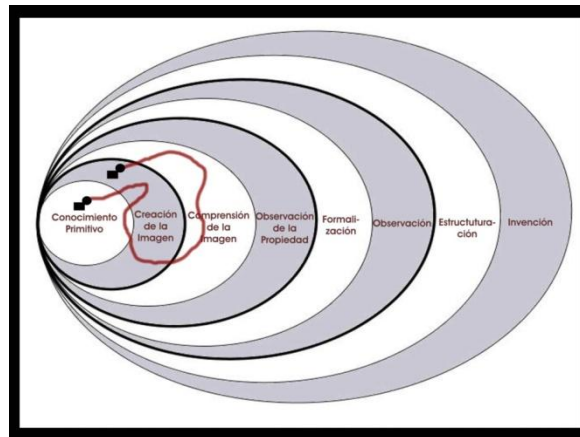 Conocimiento
Primitivo
Creación
de la
Imagen
Comprensión
de la
Imagen
Observación
de la
Propiedad
Formali-
zación
Observación
Estructutura-
ción
Invención